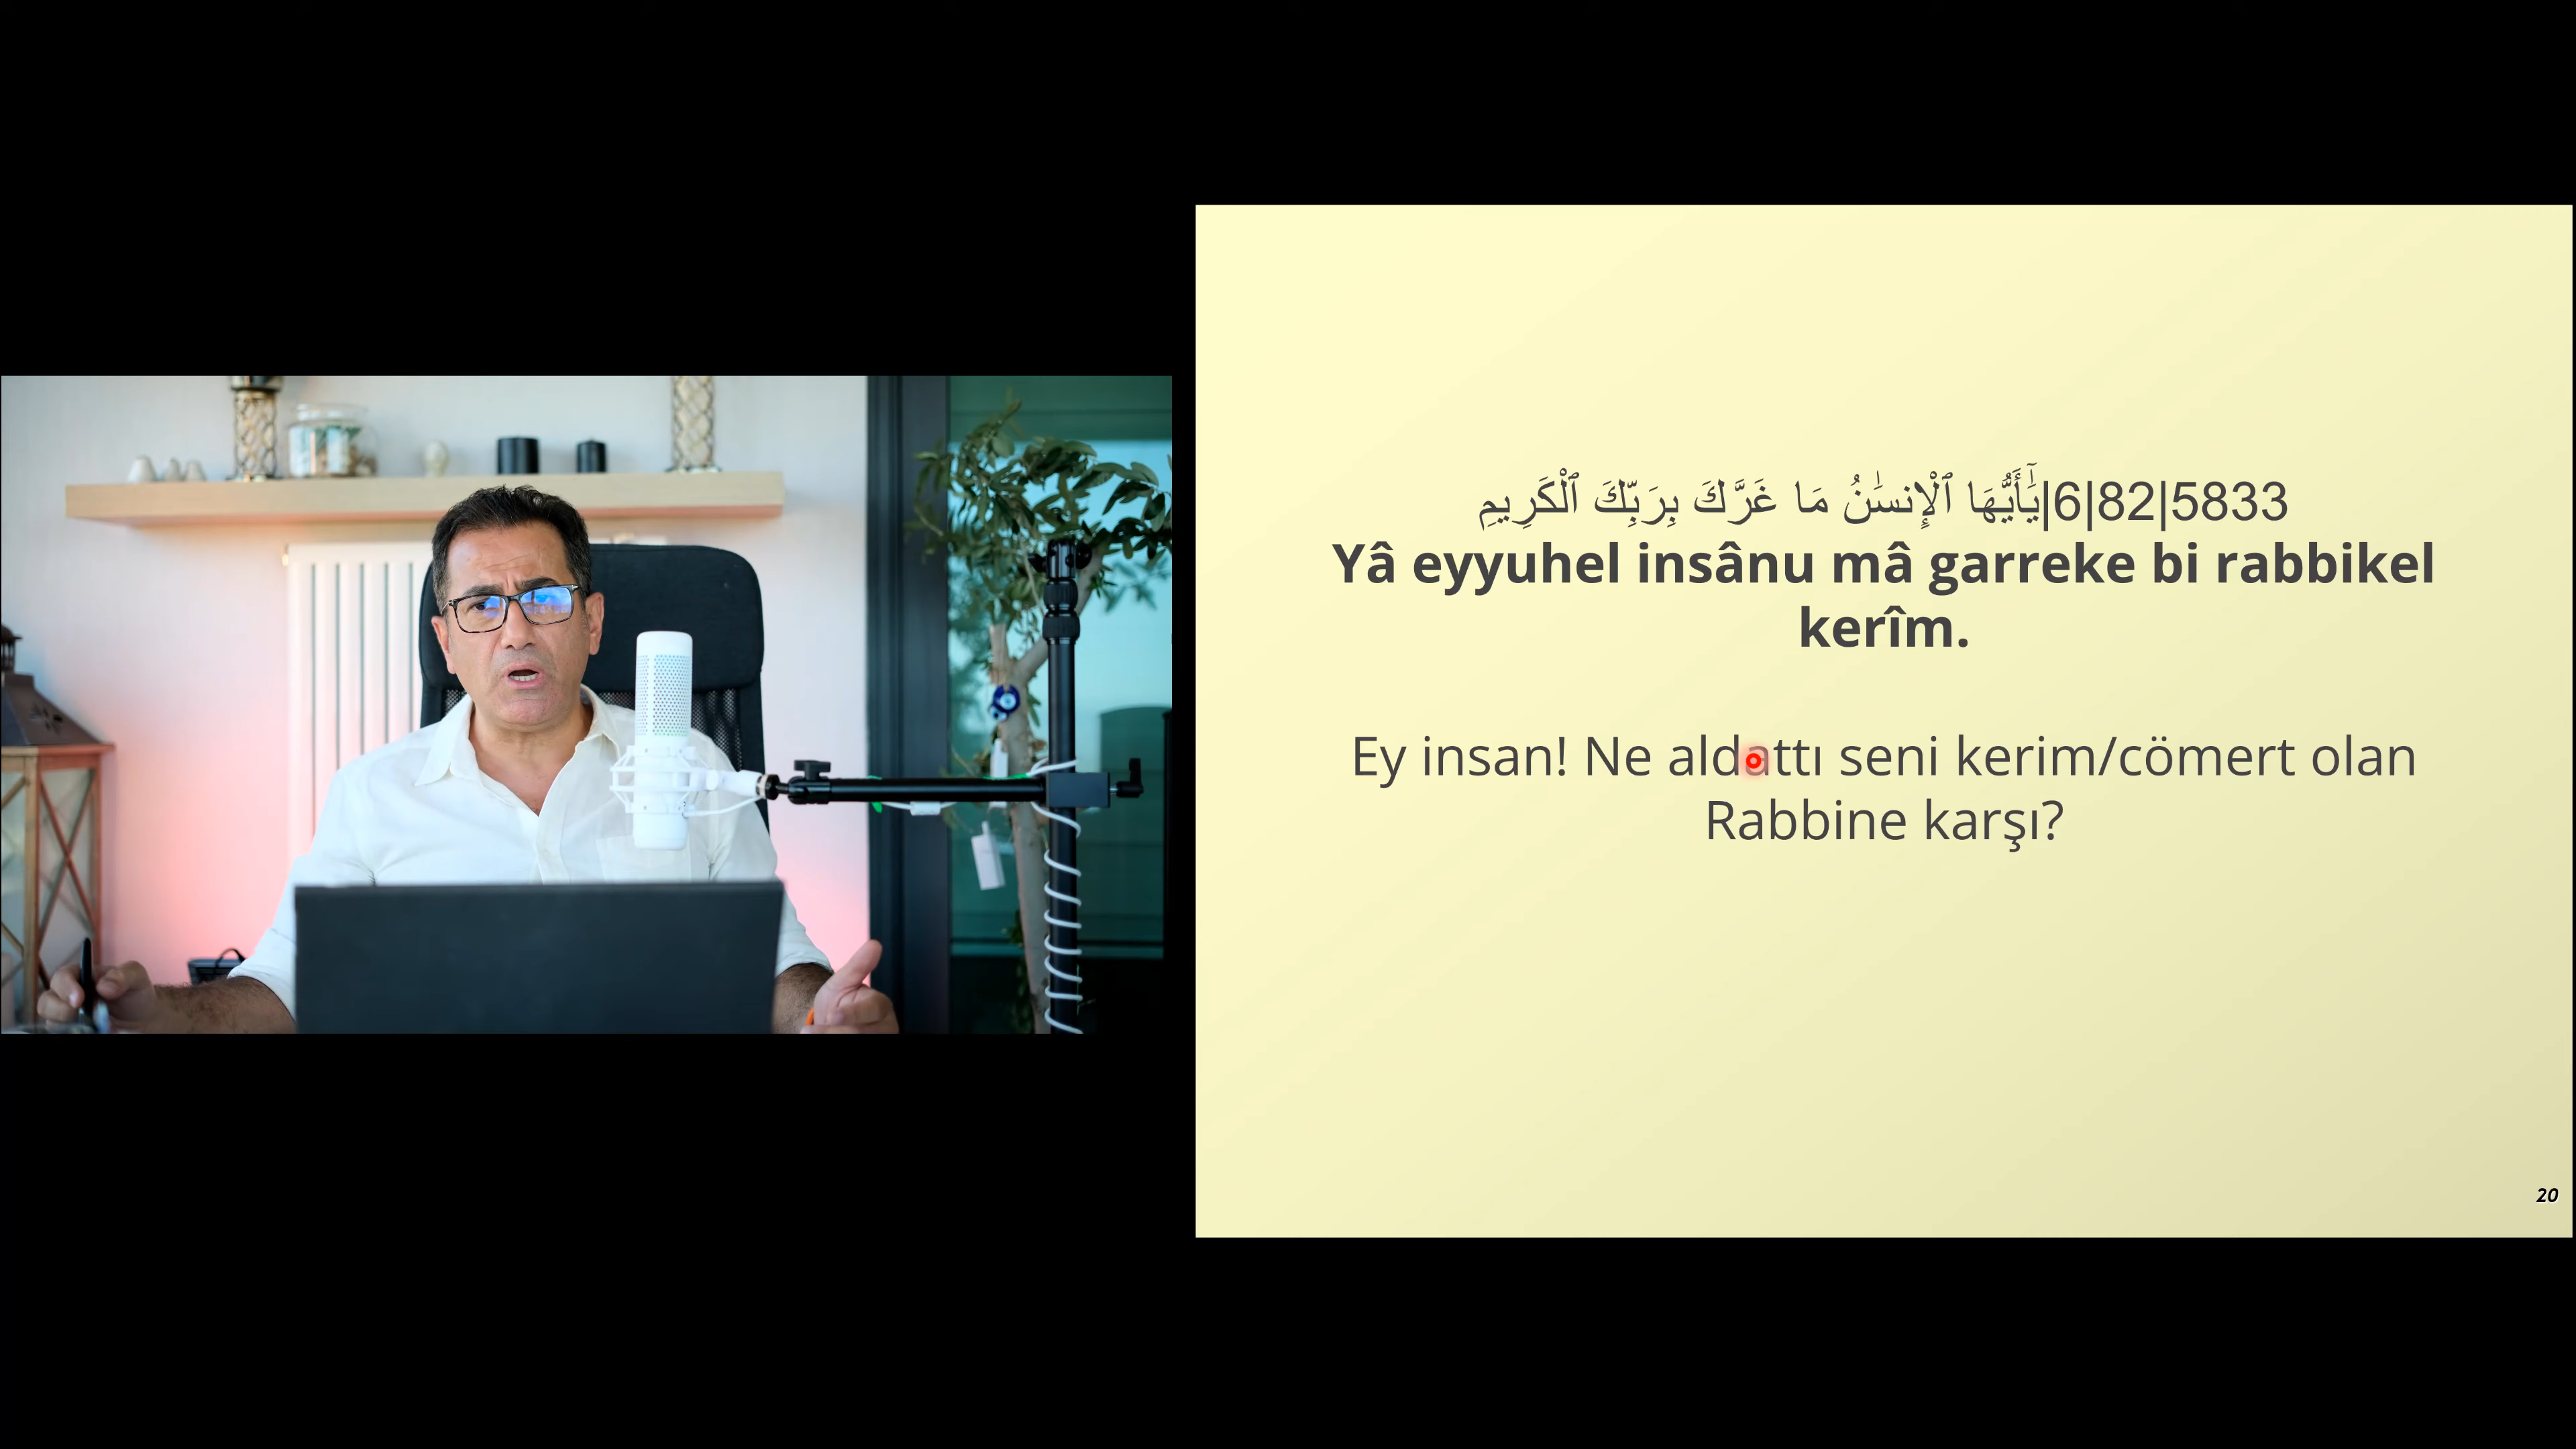 5833|82|6|يَٰٓأَيُّهَا ٱلْإِنسَٰنُ مَا غَرَّكَ بِرَبِّكَ ٱلْكَرِيمِ
Yâ eyyuhel insânu mâ garreke bi rabbikel
kerîm.
Ey insan! Ne aldattı seni kerim/cömert olan
Rabbine karşı?
20